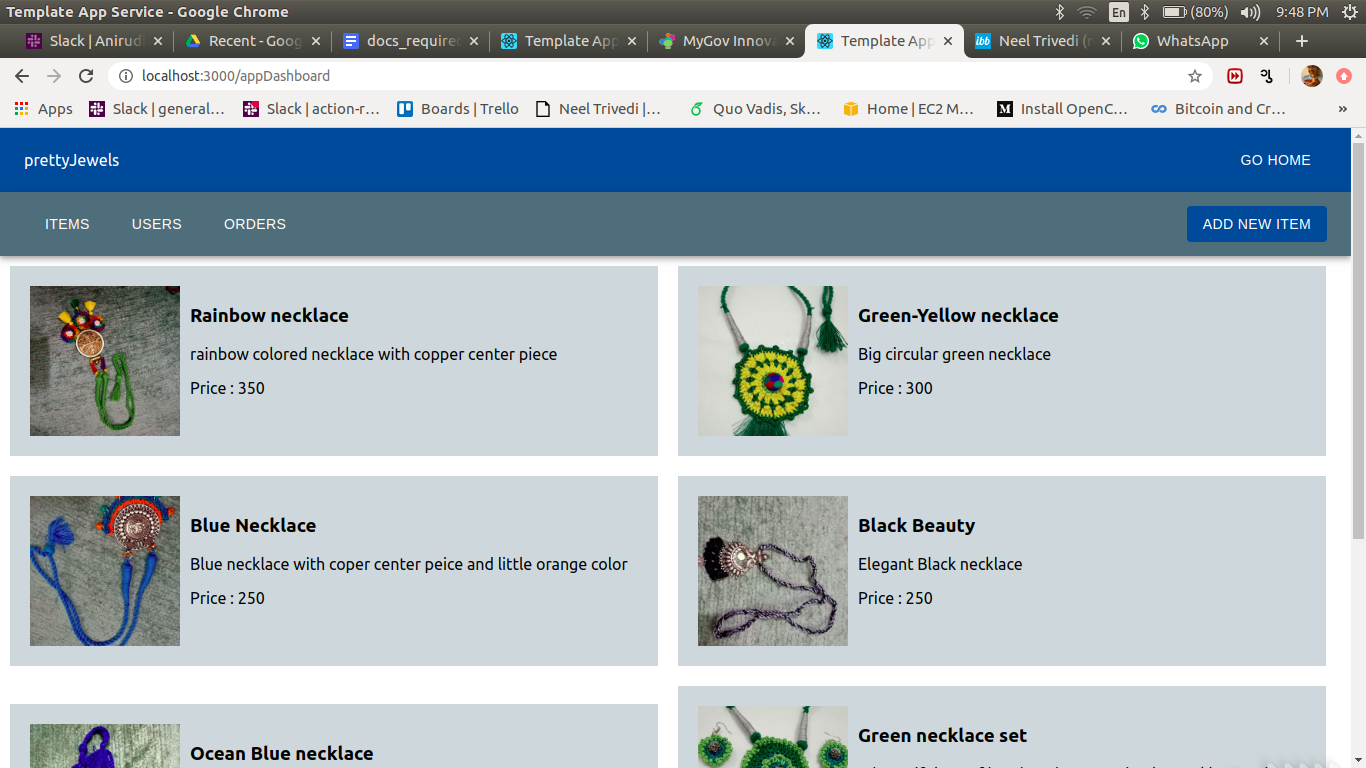 Template App Service - Google Chrome
En (80%) 9:48 PM
Slack | Anirud Recent - Goog docs_require Template App MyGov Innova Template App Neel Trivedi (n WhatsApp
localhost:3000/appDashboard
Apps Slack | general... Slack | action-r... Boards | Trello Neel Trivedi |... Quo Vadis, Sk... Home | EC2 M... Install OpenC... Bitcoin and Cr... »
prettyJewels GO HOME
ITEMS USERS ORDERS ADD NEW ITEM
Rainbow necklace
rainbow colored necklace with copper center piece
Price : 350
Green-Yellow necklace
Big circular green necklace
Price : 300
Blue Necklace
Blue necklace with coper center peice and little orange color
Price : 250
Black Beauty
Elegant Black necklace
Price : 250
Ocean Blue necklace
Green necklace set